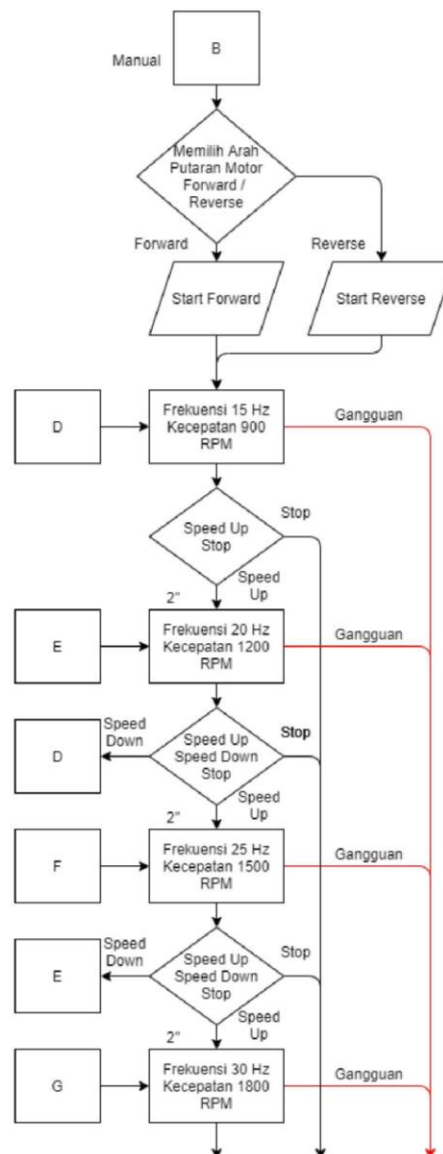 B
Manual
Memilih Arah
Putaran Motor
Forward /
Reverse
Forward
Reverse
Start Forward
Start Reverse
D
Frekuensi 15 Hz
Kecepatan 900
RPM
Gangguan
Speed Up
Stop
Stop
Speed
Up
2"
E
Frekuensi 20 Hz
Kecepatan 1200
RPM
Gangguan
D
Speed
Down
Speed Up
Speed Down
Stop
Stop
Speed
Up
2"
F
Frekuensi 25 Hz
Kecepatan 1500
RPM
Gangguan
E
Speed
Down
Speed Up
Speed Down
Stop
Stop
Speed
Up
2"
G
Frekuensi 30 Hz
Kecepatan 1800
RPM
Gangguan